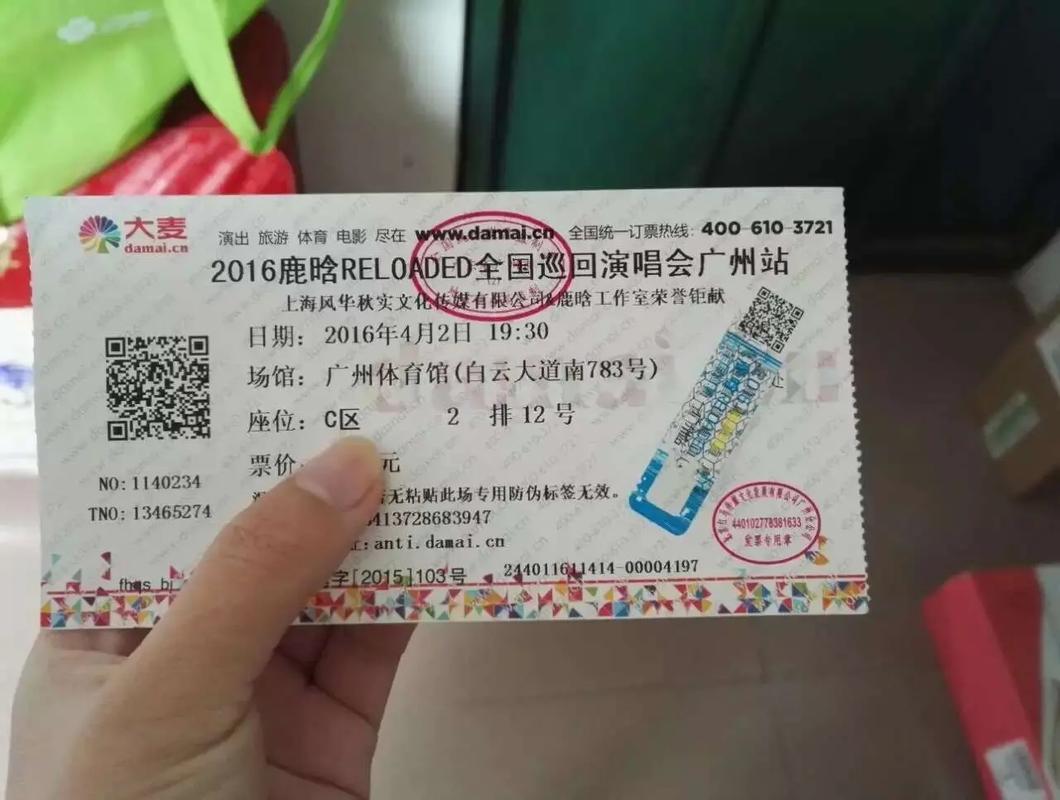 大麦
damai.cn
演出 旅游 体育 电影 尽在 www.damai.cn 全国统一订票热线: 400-610-3721
2016鹿晗RELOADED全国巡回演唱会广州站
上海风华秋实文化传媒有限公司&鹿晗工作室荣誉钜献
日期: 2016年4月2日 19:30
场馆: 广州体育馆(白云大道南783号)
座位: C区 2 排 12 号
票价: 元
无粘贴此场专用防伪标签无效。
NO: 1140234
TNO: 13465274
413728683947
anti.damai.cn
字[2015]103号 244011611414-00004197
440102778381633
发票专用章